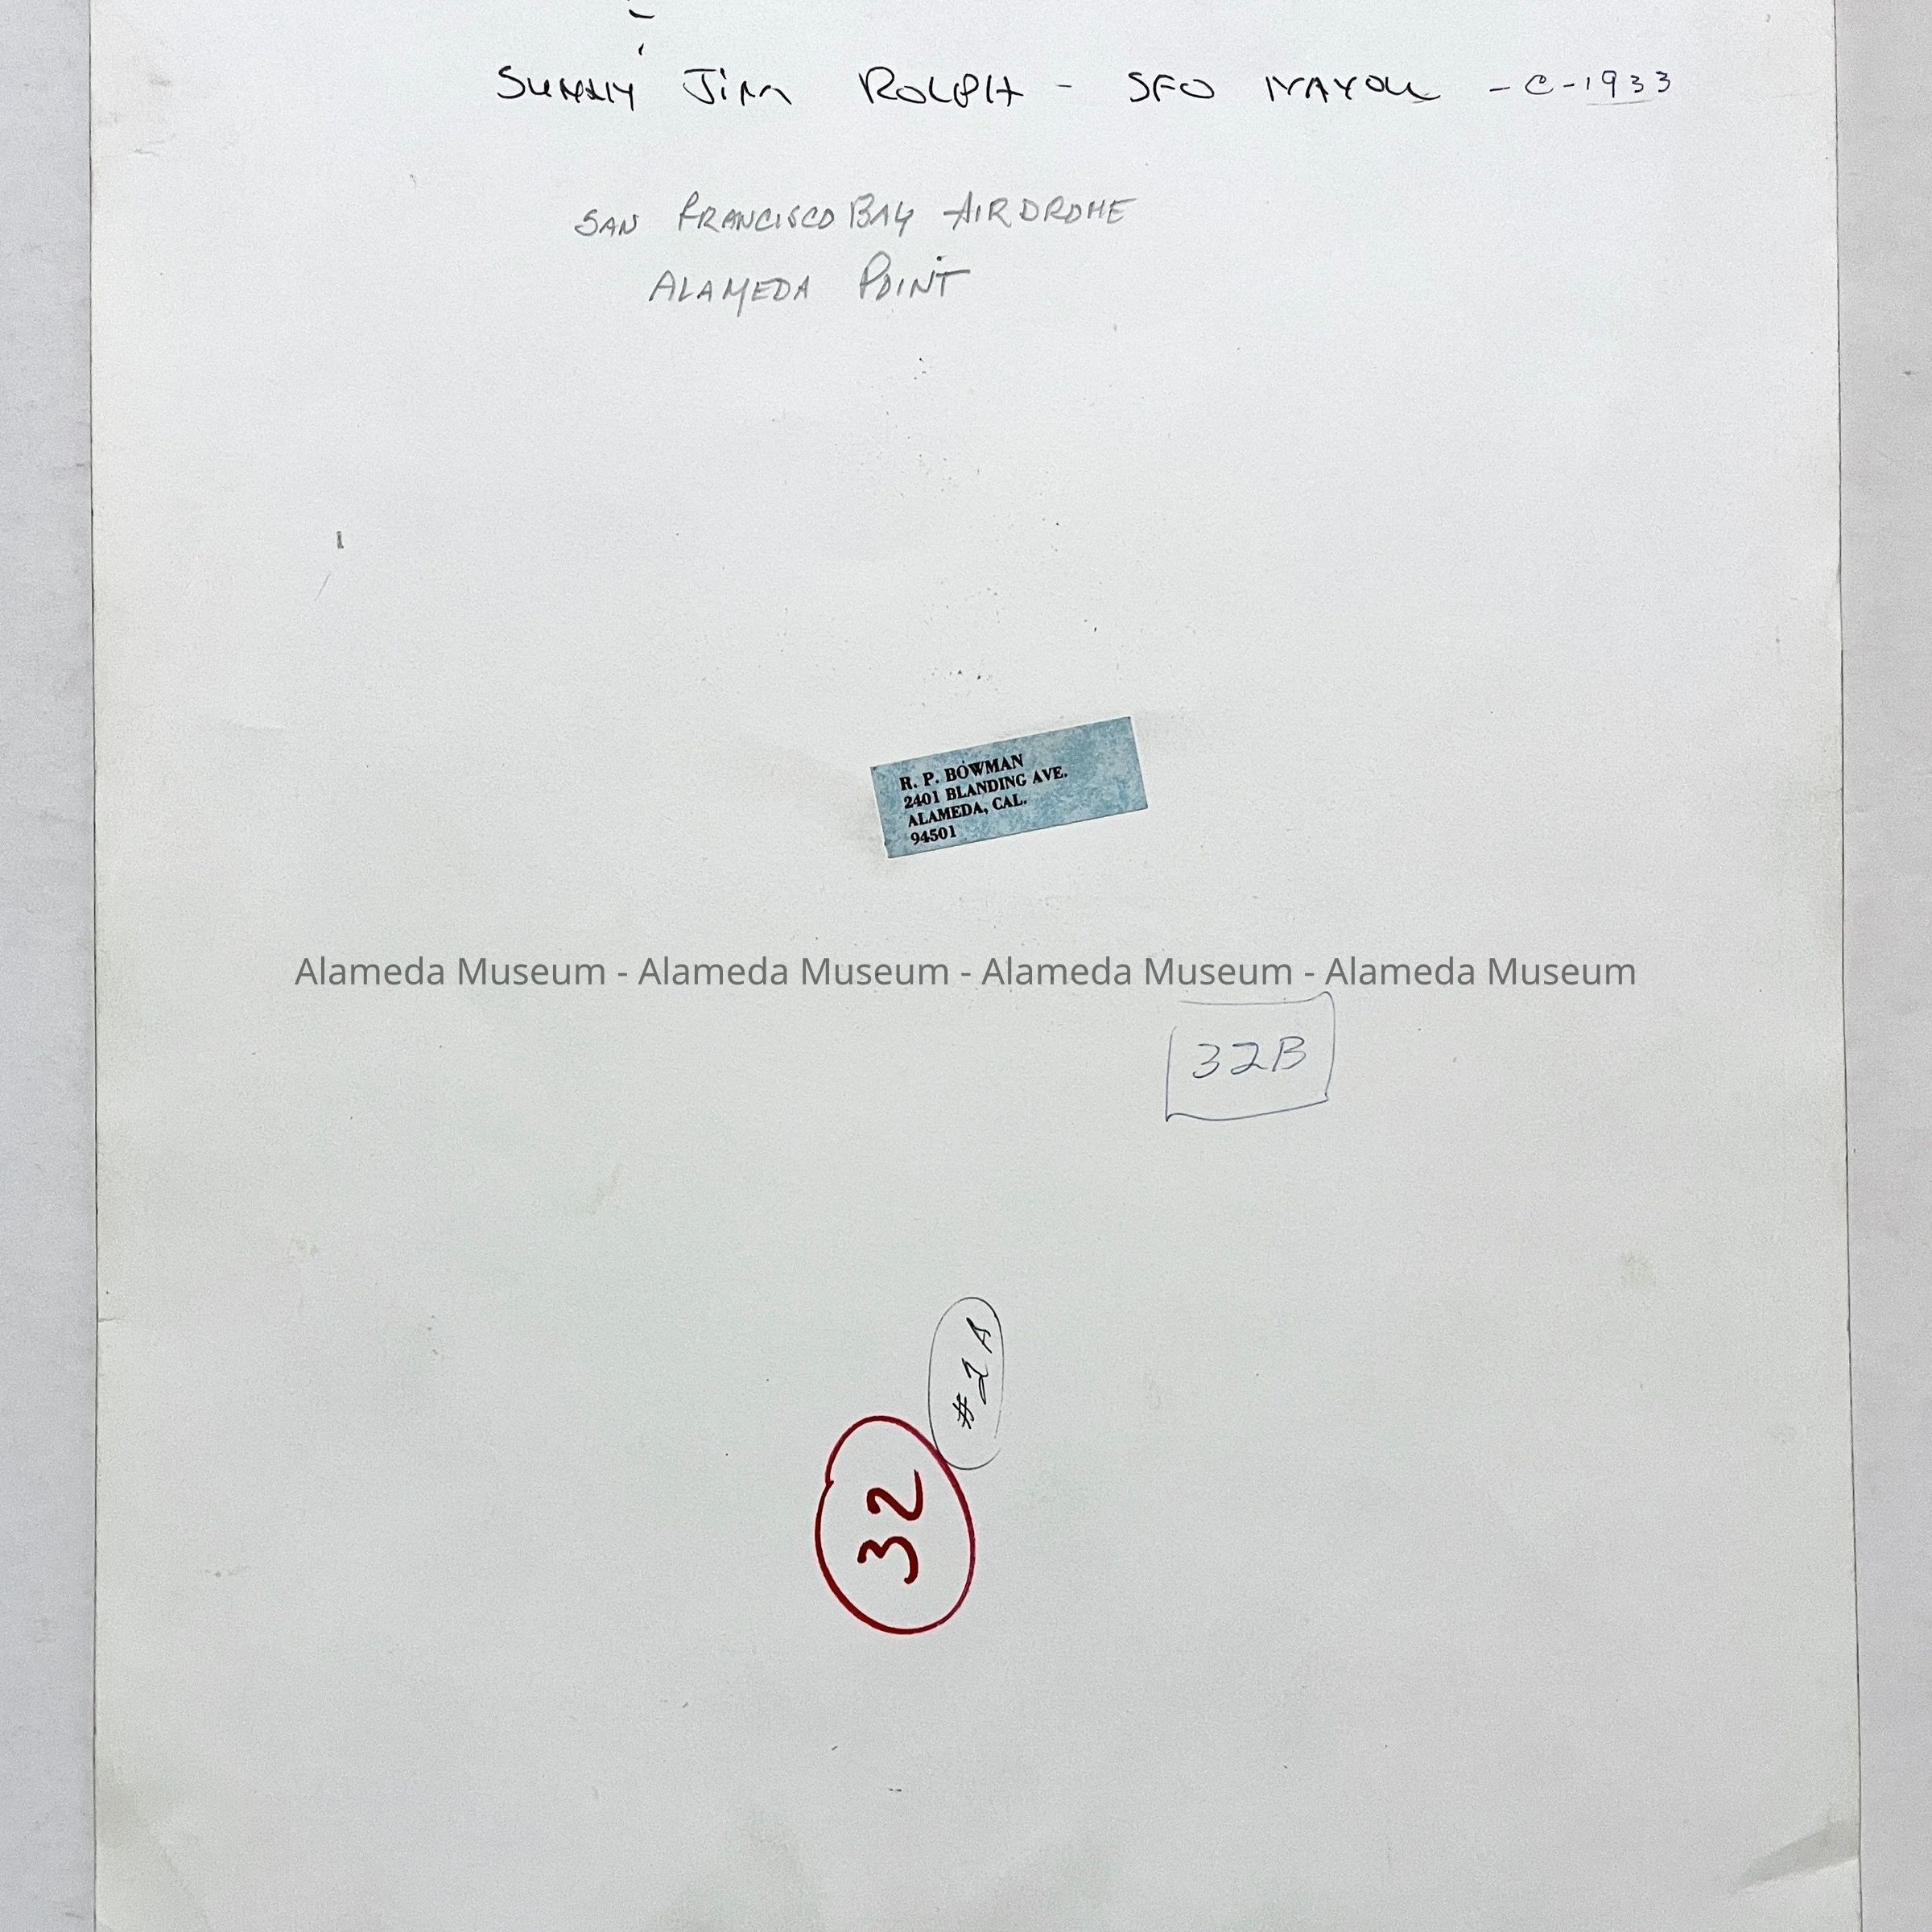 SUNNY JIM ROLPH - SFO MAYOR - C-1933
SAN FRANCISCO BAY AIRDROME
ALAMEDA POINT
R. P. BOWMAN
2401 BLANDING AVE.
ALAMEDA, CAL.
94501
Alameda Museum - Alameda Museum - Alameda Museum - Alameda Museum
32B
#2A
32